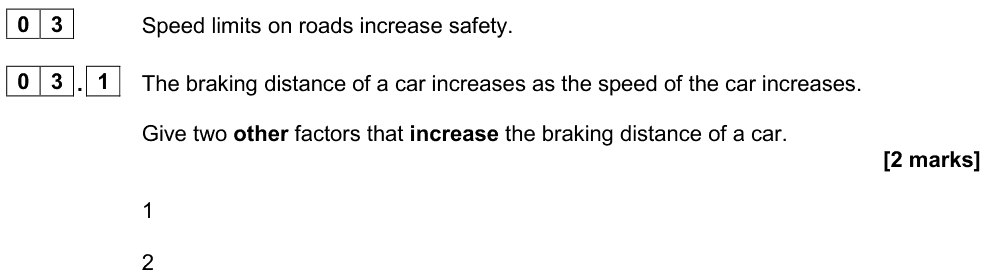 0 3 Speed limits on roads increase safety.
0 3 . 1 The braking distance of a car increases as the speed of the car increases.
Give two other factors that increase the braking distance of a car.
[2 marks]
1
2